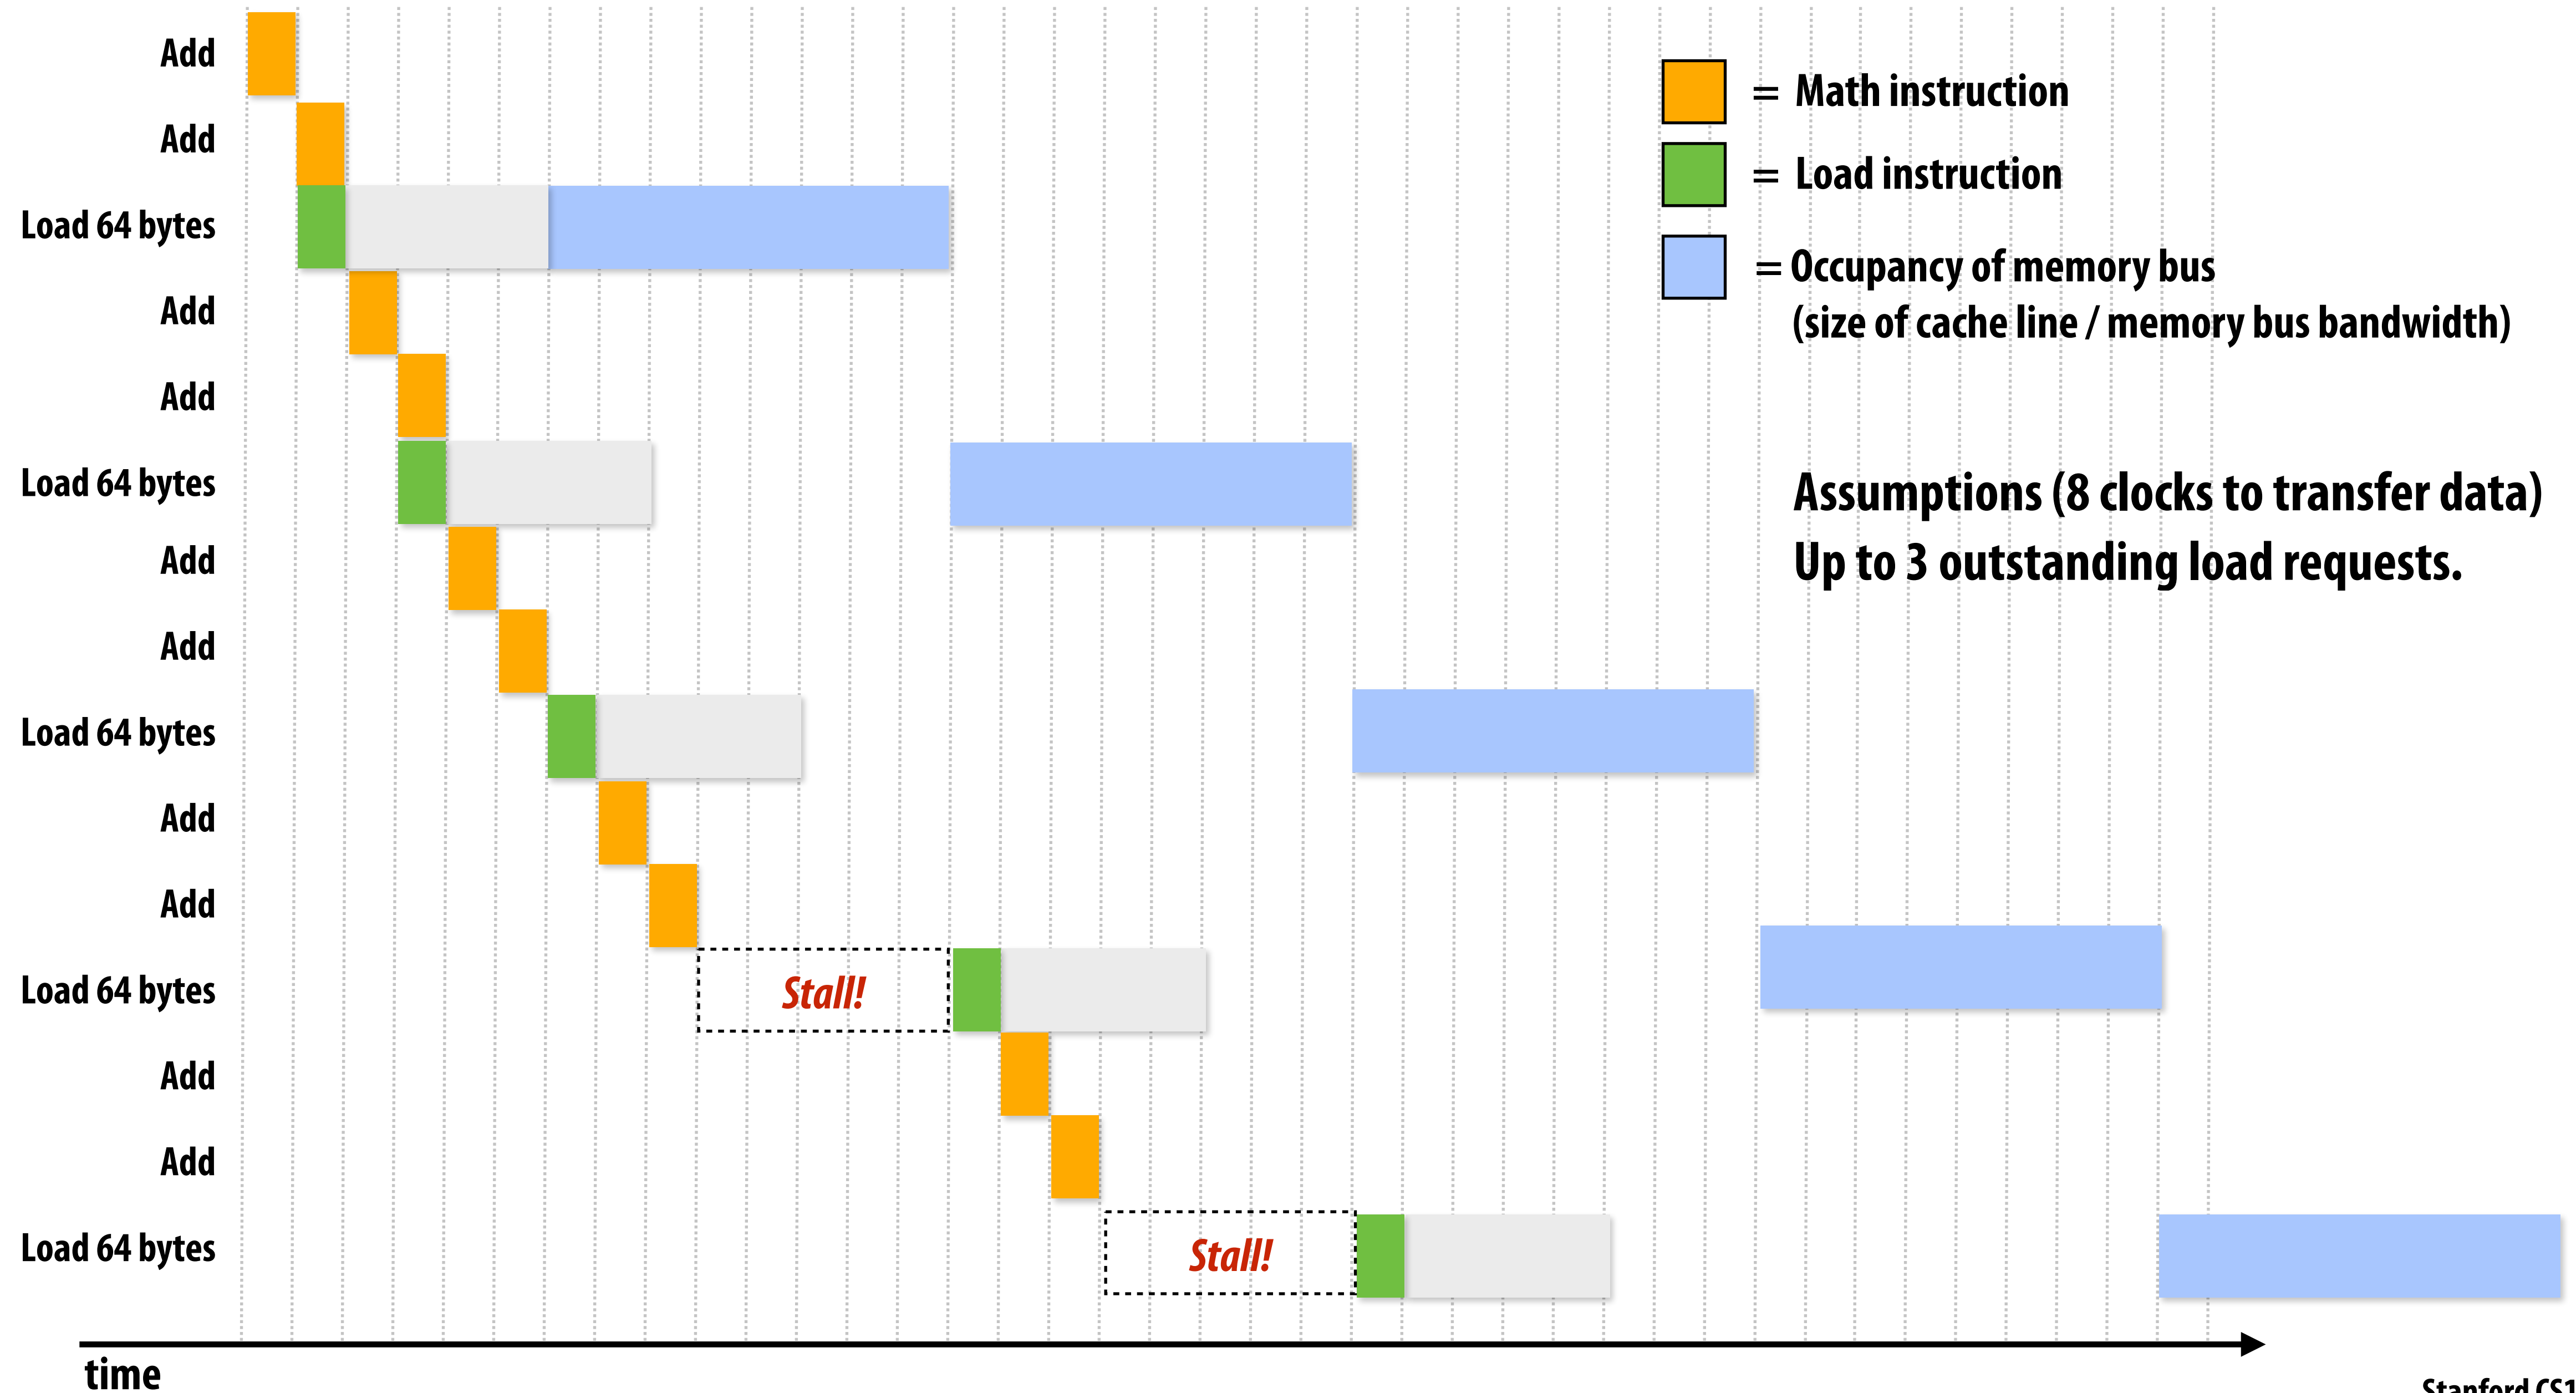 Add
Add
Load 64 bytes
Add
Add
Load 64 bytes
Add
Add
Load 64 bytes
Add
Add
Load 64 bytes
Stall!
Add
Add
Load 64 bytes
Stall!
time
= Math instruction
= Load instruction
= Occupancy of memory bus
(size of cache line / memory bus bandwidth)
Assumptions (8 clocks to transfer data)
Up to 3 outstanding load requests.
Stanford CS1